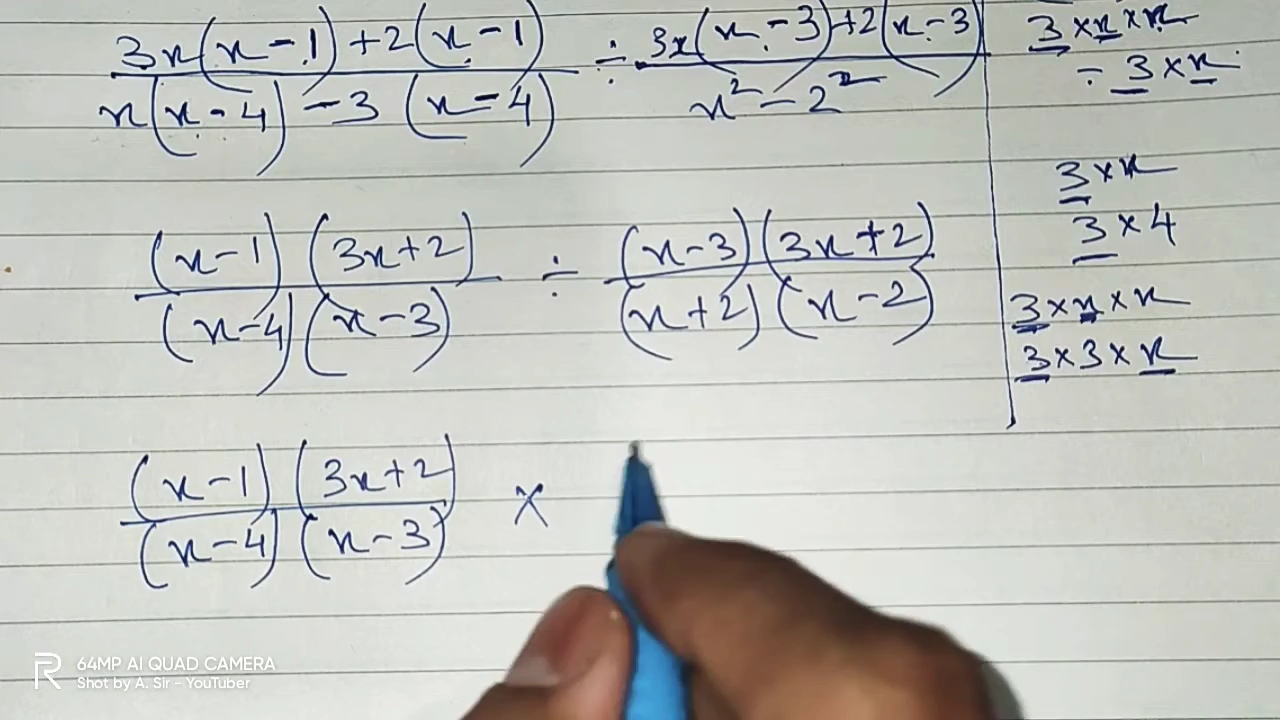 3x(x-1)+2(x-1) ÷ 3x(x-3)+2(x-3)
x(x-4)-3(x-4) x²-2²
3×x×x
÷ 3×x
(x-1)(3x+2) ÷ (x-3)(3x+2)
(x-4)(x-3) (x+2)(x-2)
3×x
3×4
3×x×x
3×3×x
(x-1)(3x+2) ×
(x-4)(x-3)
R 64MP AI QUAD CAMERA
Shot by A. Sir - YouTuber